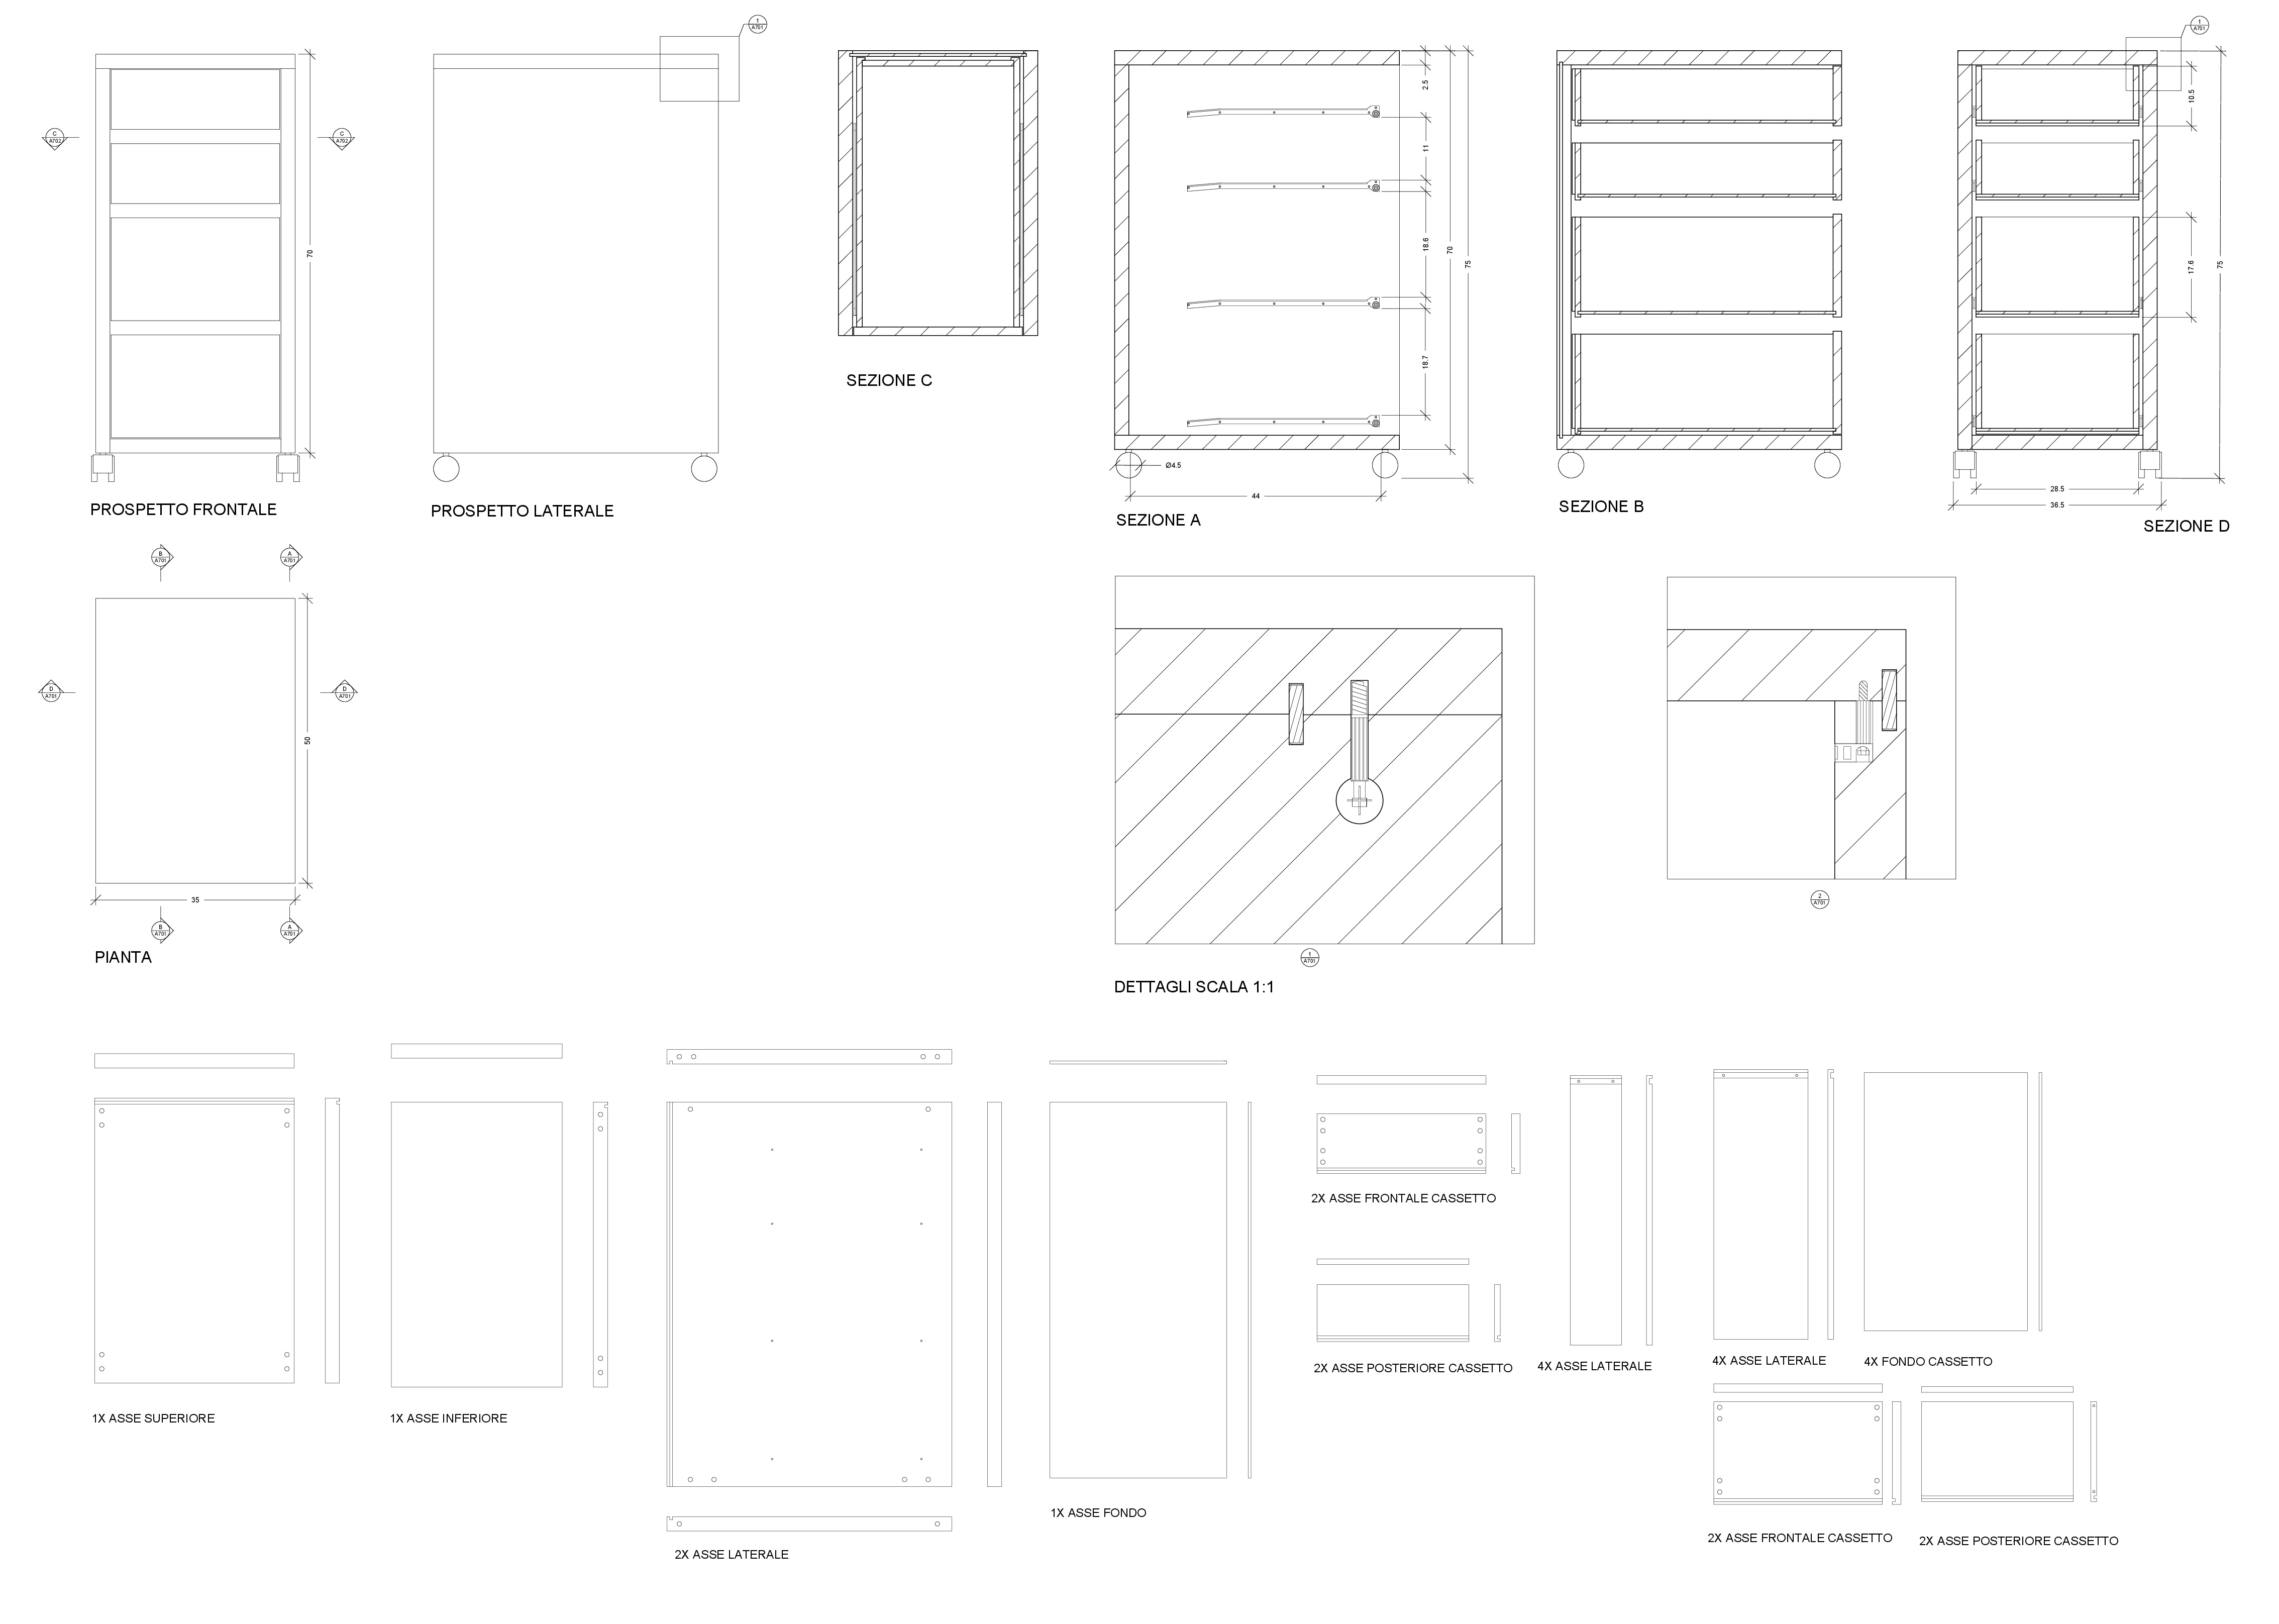 1
A701
1
A701
C
A702
C
A702
70
2.5
11
18.6
18.7
70
75
Ø4.5
44
10.5
17.6
75
28.5
36.5
SEZIONE C
PROSPETTO FRONTALE
PROSPETTO LATERALE
SEZIONE A
SEZIONE B
SEZIONE D
B
A701
A
A701
D
A701
D
A701
50
35
B
A701
A
A701
PIANTA
2
A701
1
A701
DETTAGLI SCALA 1:1
2X ASSE FRONTALE CASSETTO
2X ASSE POSTERIORE CASSETTO
4X ASSE LATERALE
4X ASSE LATERALE
4X FONDO CASSETTO
1X ASSE SUPERIORE
1X ASSE INFERIORE
1X ASSE FONDO
2X ASSE FRONTALE CASSETTO
2X ASSE POSTERIORE CASSETTO
2X ASSE LATERALE